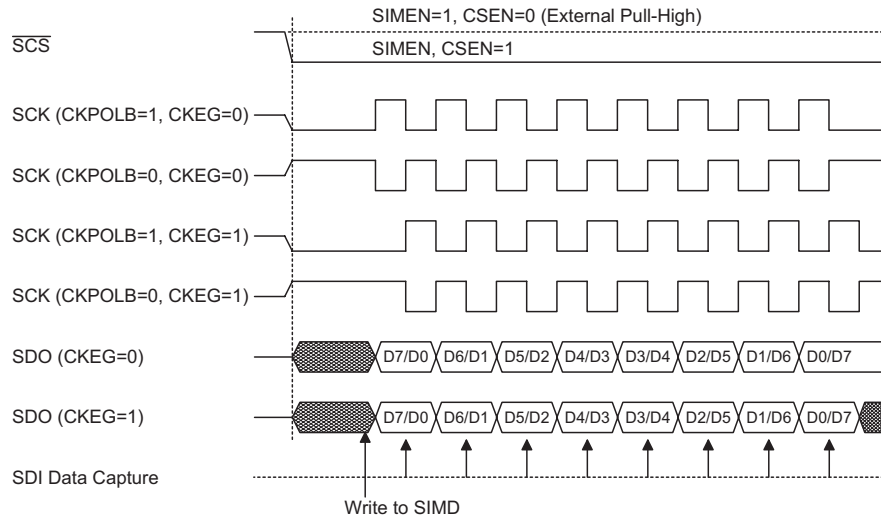 SIMEN=1, CSEN=0 (External Pull-High)
SCS
SIMEN, CSEN=1
SCK (CKPOLB=1, CKEG=0)
SCK (CKPOLB=0, CKEG=0)
SCK (CKPOLB=1, CKEG=1)
SCK (CKPOLB=0, CKEG=1)
SDO (CKEG=0) D7/D0 D6/D1 D5/D2 D4/D3 D3/D4 D2/D5 D1/D6 D0/D7
SDO (CKEG=1) D7/D0 D6/D1 D5/D2 D4/D3 D3/D4 D2/D5 D1/D6 D0/D7
SDI Data Capture
Write to SIMD